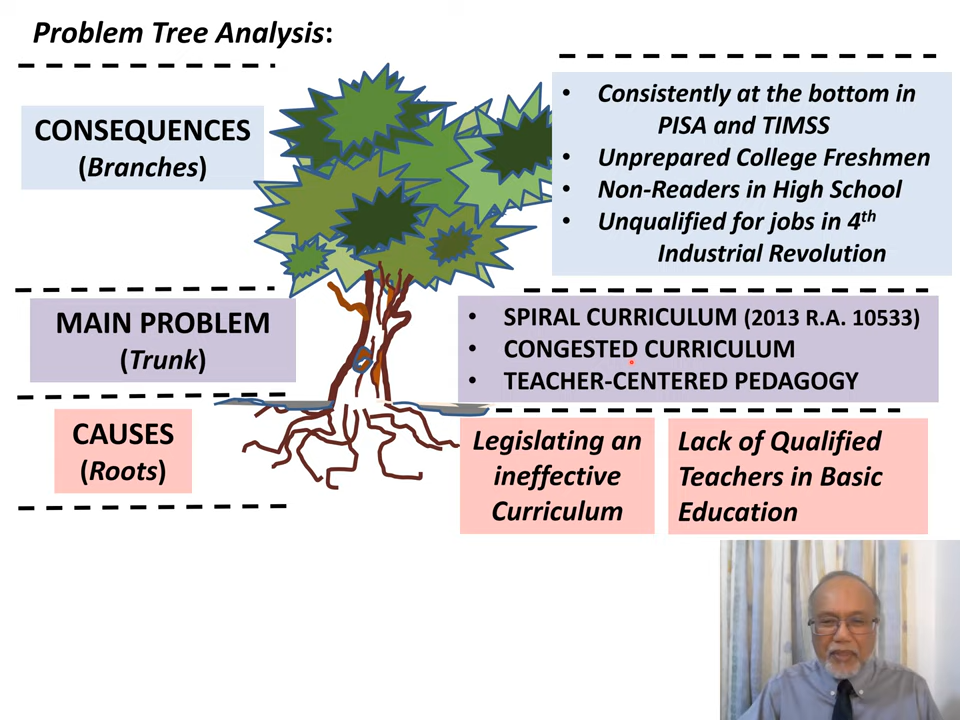 Problem Tree Analysis:
CONSEQUENCES
(Branches)
• Consistently at the bottom in
PISA and TIMSS
• Unprepared College Freshmen
• Non-Readers in High School
• Unqualified for jobs in 4th
Industrial Revolution
MAIN PROBLEM
(Trunk)
• SPIRAL CURRICULUM (2013 R.A. 10533)
• CONGESTED CURRICULUM
• TEACHER-CENTERED PEDAGOGY
CAUSES
(Roots)
Legislating an
ineffective
Curriculum
Lack of Qualified
Teachers in Basic
Education